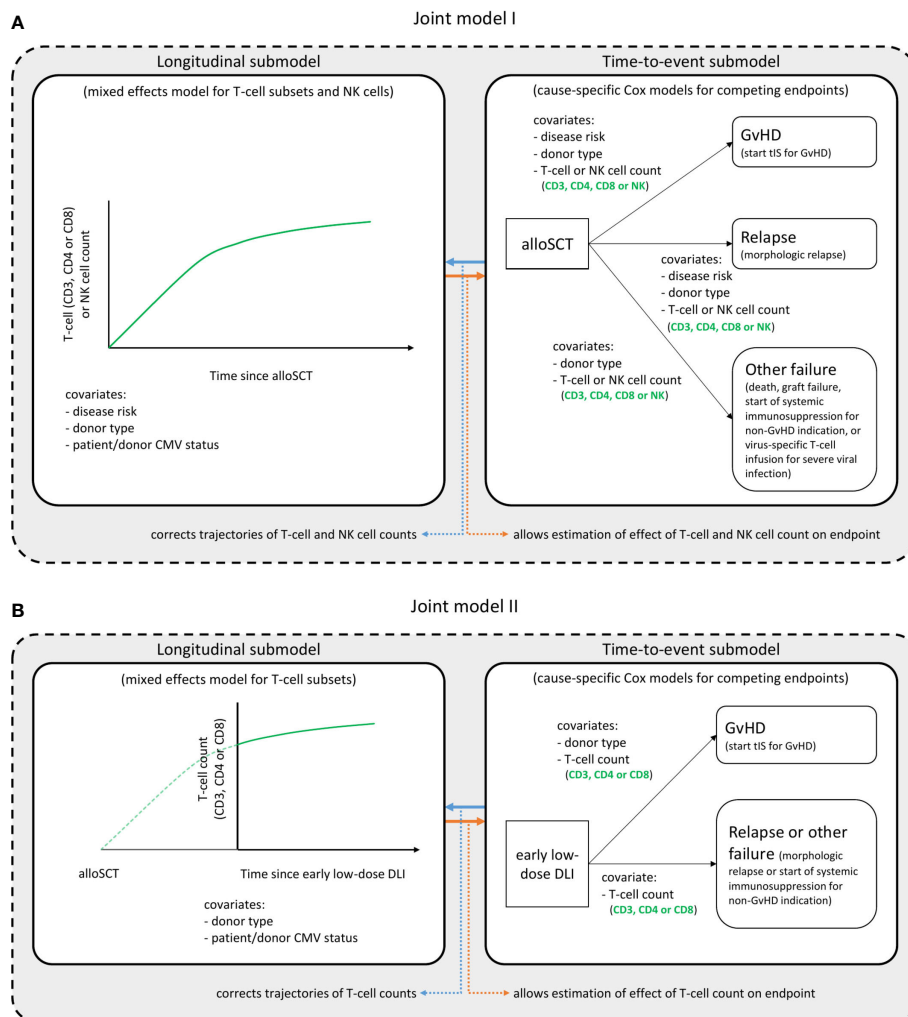 A
Joint model I
Longitudinal submodel
(mixed effects model for T-cell subsets and NK cells)
T-cell (CD3, CD4 or CD8)
or NK cell count
Time since alloSCT
covariates:
- disease risk
- donor type
- patient/donor CMV status
Time-to-event submodel
(cause-specific Cox models for competing endpoints)
covariates:
- disease risk
- donor type
- T-cell or NK cell count
(CD3, CD4, CD8 or NK)
GvHD
(start tIS for GvHD)
alloSCT
Relapse
(morphologic relapse)
covariates:
- disease risk
- donor type
- T-cell or NK cell count
(CD3, CD4, CD8 or NK)
covariates:
- donor type
- T-cell or NK cell count
(CD3, CD4, CD8 or NK)
Other failure
(death, graft failure,
start of systemic
immunosuppression for
non-GvHD indication, or
virus-specific T-cell
infusion for severe viral
infection)
corrects trajectories of T-cell and NK cell counts
allows estimation of effect of T-cell and NK cell count on endpoint
B
Joint model II
Longitudinal submodel
(mixed effects model for T-cell subsets)
T-cell count
(CD3, CD4 or CD8)
alloSCT
Time since early low-dose DLI
covariates:
- donor type
- patient/donor CMV status
Time-to-event submodel
(cause-specific Cox models for competing endpoints)
covariates:
- donor type
- T-cell count
(CD3, CD4 or CD8)
GvHD
(start tIS for GvHD)
early low-
dose DLI
covariate:
- T-cell count
(CD3, CD4 or CD8)
Relapse or other
failure (morphologic
relapse or start of systemic
immunosuppression for
non-GvHD indication)
corrects trajectories of T-cell counts
allows estimation of effect of T-cell count on endpoint